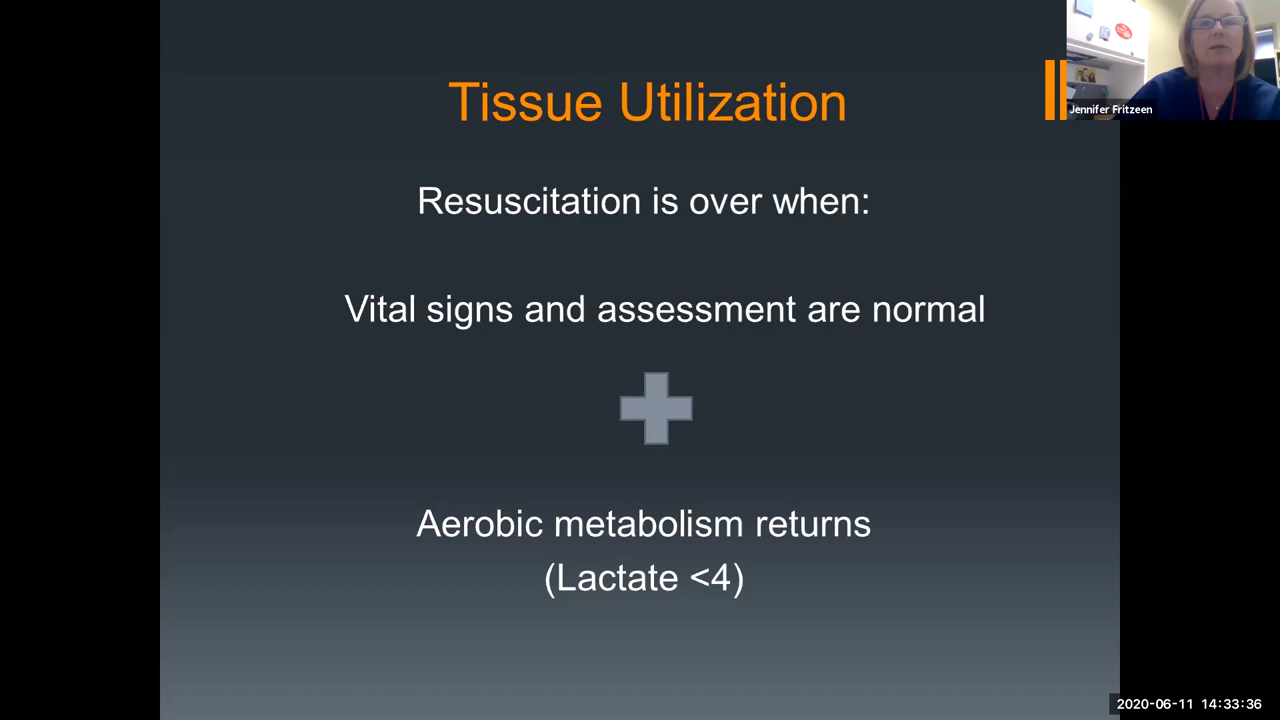 Tissue Utilization
Resuscitation is over when:
Vital signs and assessment are normal
Aerobic metabolism returns
(Lactate <4)
Jennifer Fritzeen
2020-06-11 14:33:36